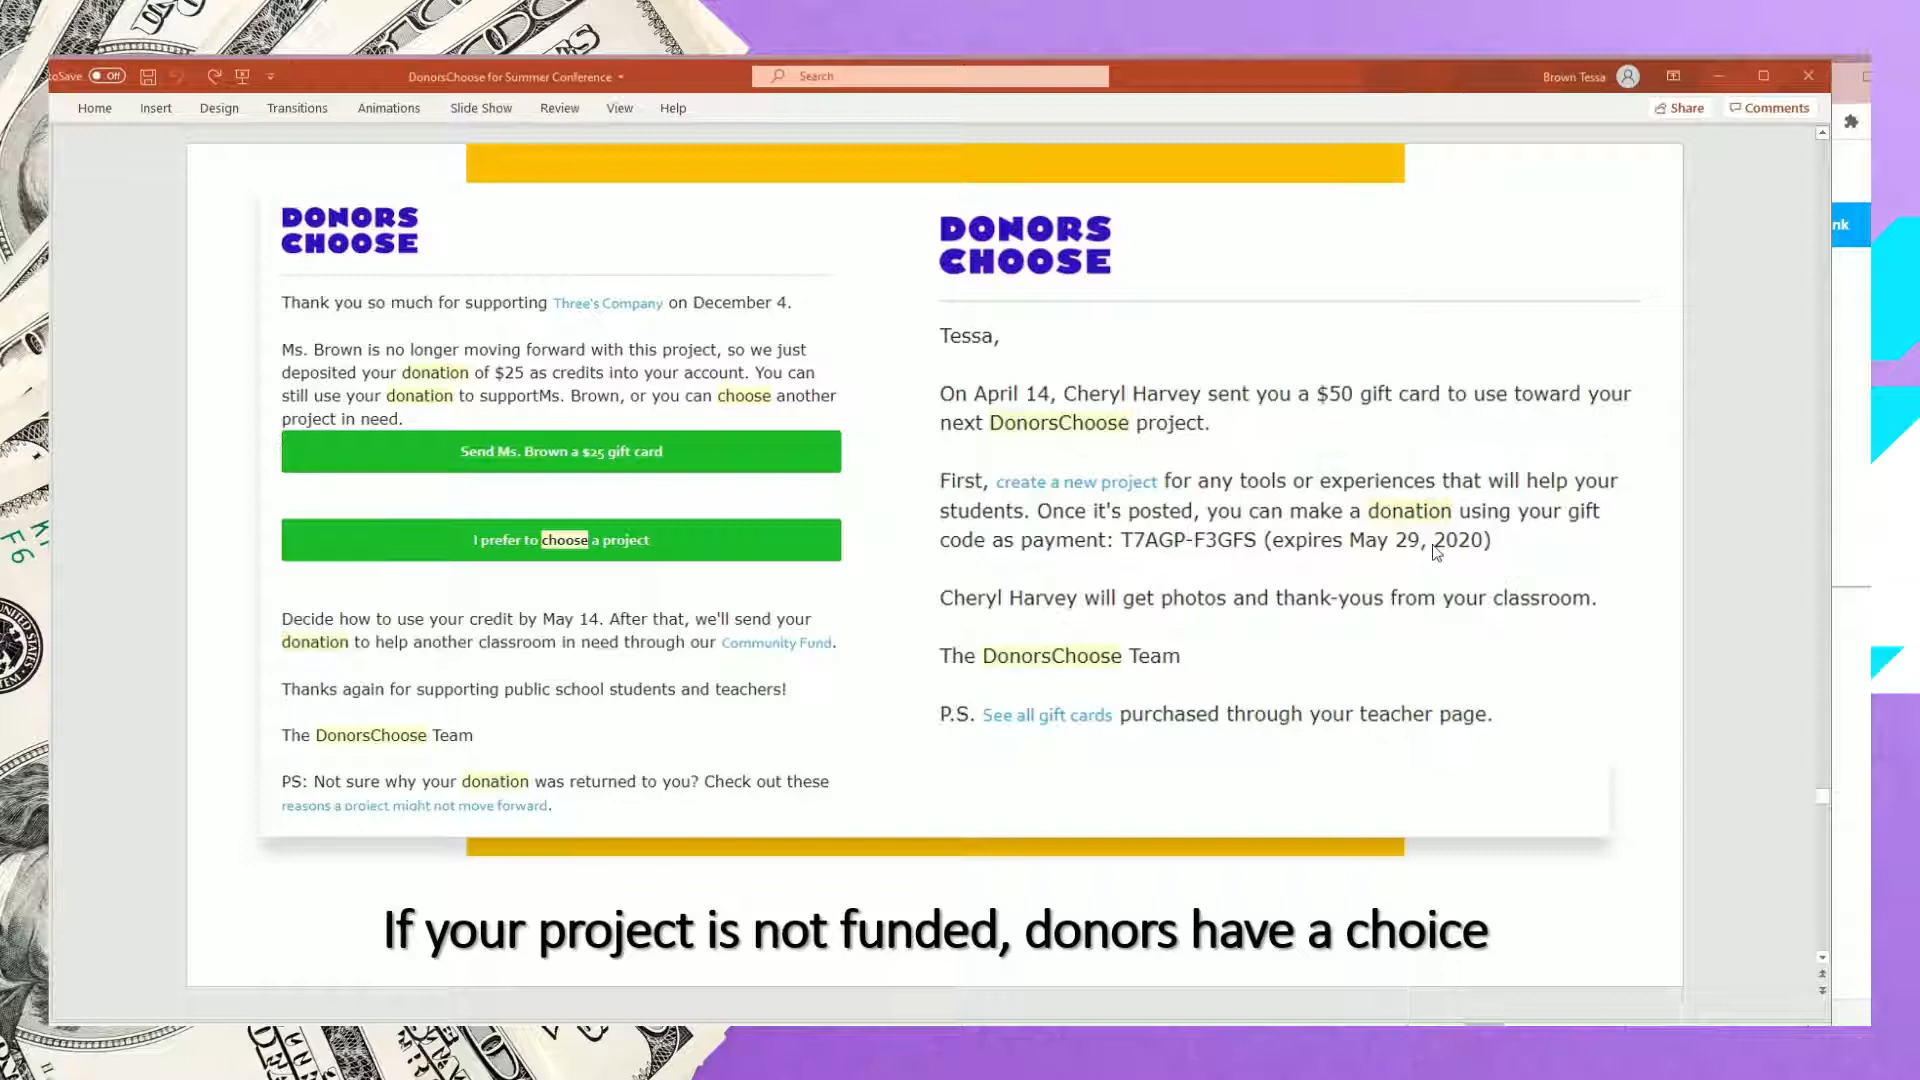 oSave Off DonorsChoose for Summer Conference Search Brown Tessa
Home Insert Design Transitions Animations Slide Show Review View Help Share Comments
nk
DONORS
CHOOSE
Thank you so much for supporting Three's Company on December 4.
Ms. Brown is no longer moving forward with this project, so we just
deposited your donation of $25 as credits into your account. You can
still use your donation to supportMs. Brown, or you can choose another
project in need.
Send Ms. Brown a $25 gift card
I prefer to choose a project
Decide how to use your credit by May 14. After that, we'll send your
donation to help another classroom in need through our Community Fund.
Thanks again for supporting public school students and teachers!
The DonorsChoose Team
PS: Not sure why your donation was returned to you? Check out these
reasons a project might not move forward.
DONORS
CHOOSE
Tessa,
On April 14, Cheryl Harvey sent you a $50 gift card to use toward your
next DonorsChoose project.
First, create a new project for any tools or experiences that will help your
students. Once it's posted, you can make a donation using your gift
code as payment: T7AGP-F3GFS (expires May 29, 2020)
Cheryl Harvey will get photos and thank-yous from your classroom.
The DonorsChoose Team
P.S. See all gift cards purchased through your teacher page.
If your project is not funded, donors have a choice
F6